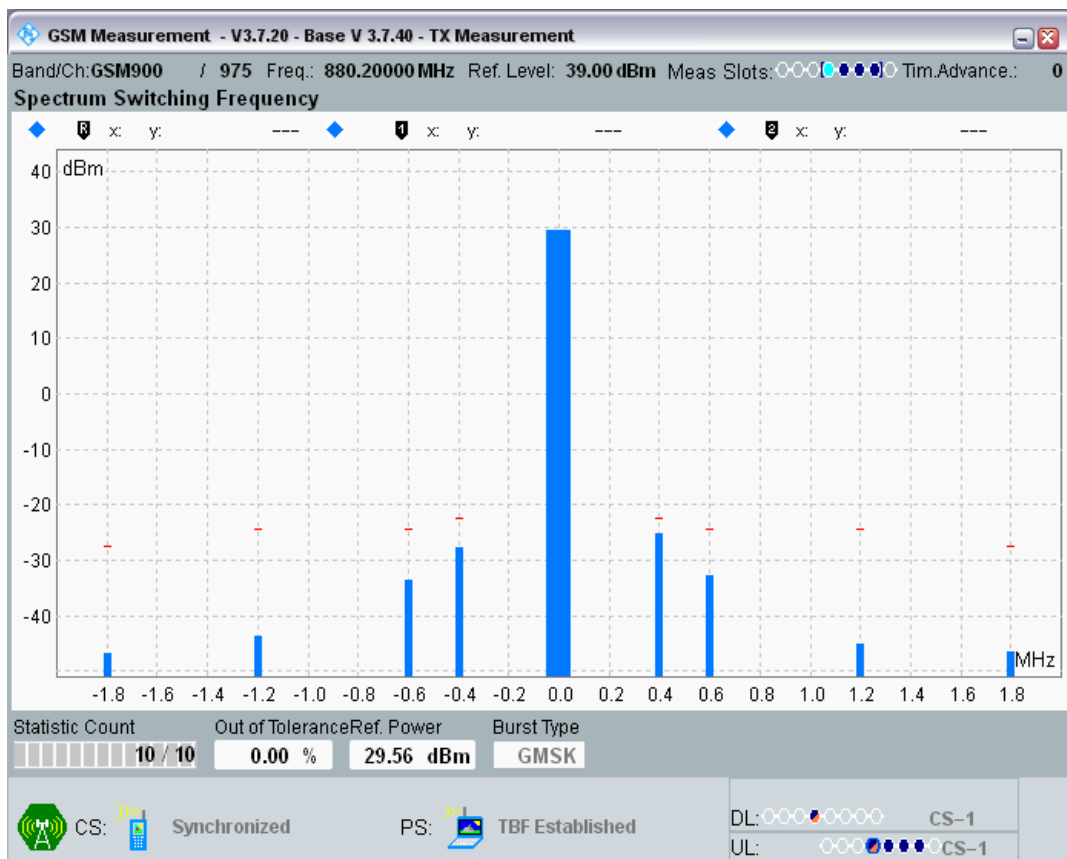 GSM Measurement - V3.7.20 - Base V 3.7.40 - TX Measurement
Band/Ch:GSM900 / 975 Freq.: 880.20000 MHz Ref. Level: 39.00 dBm Meas Slots: Tim.Advance.: 0
Spectrum Switching Frequency
R x: y: --- 1 x: y: --- 2 x: y: ---
dBm
40
30
20
10
0
-10
-20
-30
-40
MHz
-1.8 -1.6 -1.4 -1.2 -1.0 -0.8 -0.6 -0.4 -0.2 0.0 0.2 0.4 0.6 0.8 1.0 1.2 1.4 1.6 1.8
Statistic Count Out of Tolerance Ref. Power Burst Type
10 / 10 0.00 % 29.56 dBm GMSK
CS: Synchronized PS: TBF Established
DL: CS-1
UL: CS-1